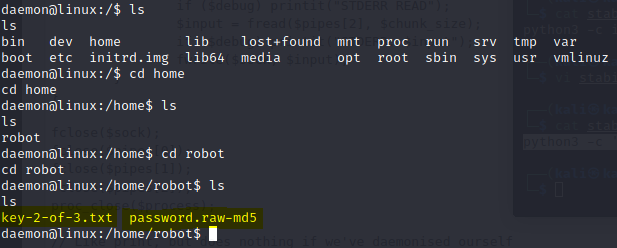 daemon@linux:/$ ls
ls
bin dev home lib lost+found mnt proc run srv tmp var
boot etc initrd.img lib64 media opt root sbin sys usr vmlinuz
daemon@linux:/$ cd home
cd home
daemon@linux:/home$ ls
ls
robot
daemon@linux:/home$ cd robot
cd robot
daemon@linux:/home/robot$ ls
ls
key-2-of-3.txt password.raw-md5
daemon@linux:/home/robot$